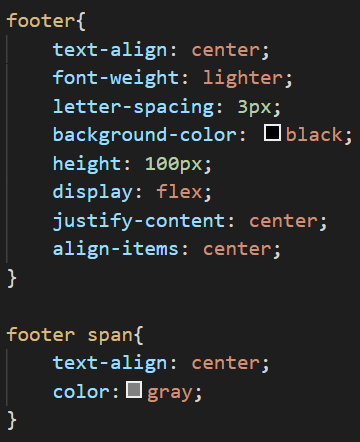 footer{
    text-align: center;
    font-weight: lighter;
    letter-spacing: 3px;
    background-color: black;
    height: 100px;
    display: flex;
    justify-content: center;
    align-items: center;
}

footer span{
    text-align: center;
    color: gray;
}